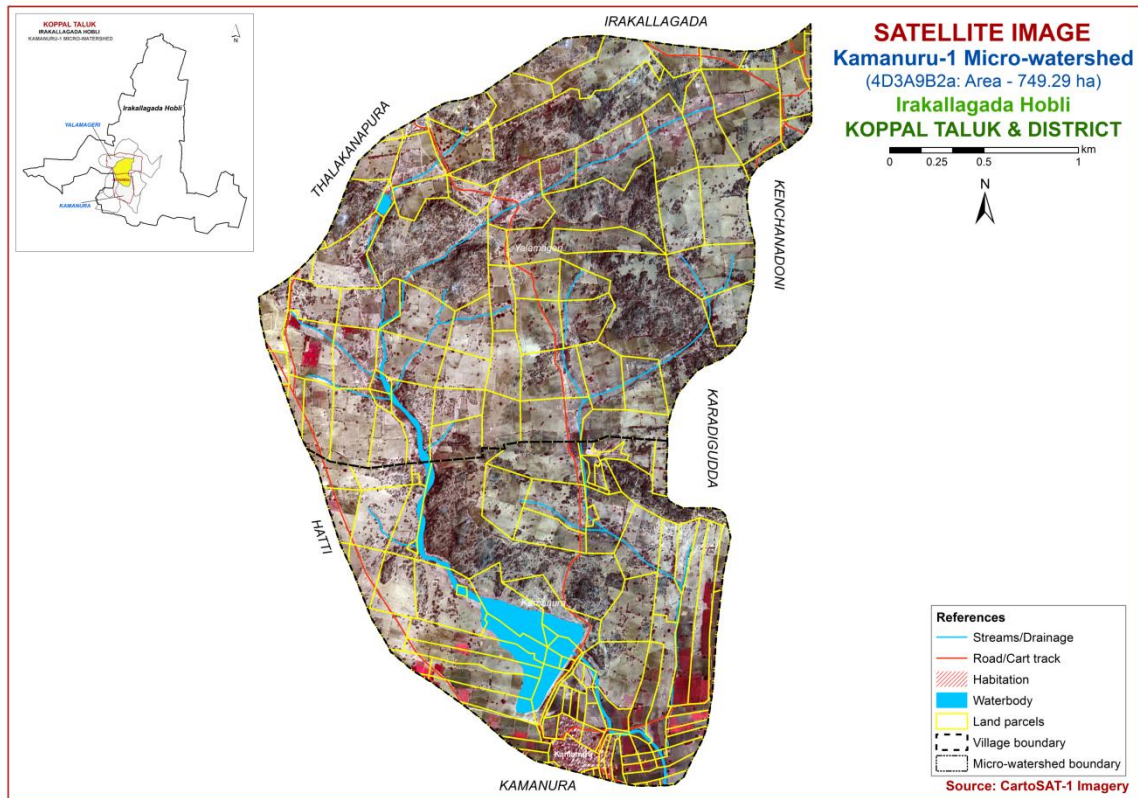 KOPPAL TALUK
IRAKALLAGADA HOBLI
KAMANURU-1 MICRO-WATERSHED
N
Irakallagada Hobli
YALAMAGERI
KAMANURA
IRAKALLAGADA
SATELLITE IMAGE
Kamanuru-1 Micro-watershed
(4D3A9B2a: Area - 749.29 ha)
Irakallagada Hobli
KOPPAL TALUK & DISTRICT
km
0 0.25 0.5 1
N
THALAKANAPURA
KENCHANADONI
Yalamageri
KARADIGUDDA
HATTI
Kamanura
Kamanura
KAMANURA
References
Streams/Drainage
Road/Cart track
Habitation
Waterbody
Land parcels
Village boundary
Micro-watershed boundary
Source: CartoSAT-1 Imagery